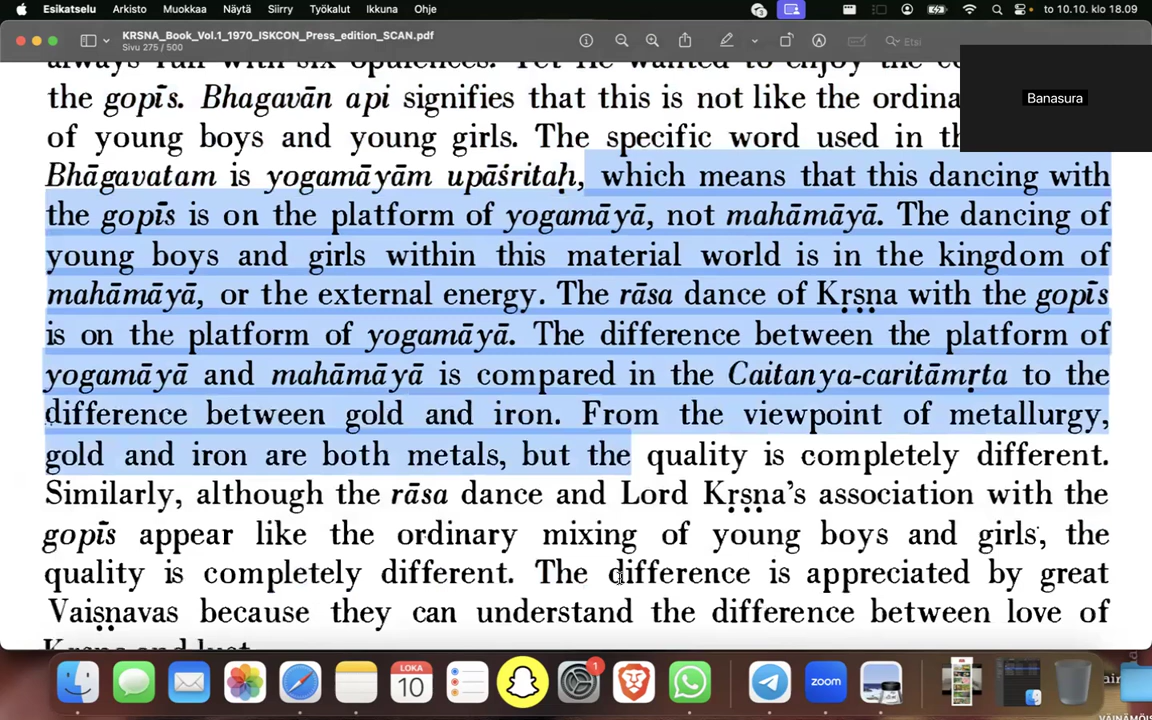 Esikatselu Arkisto Muokkaa Näytä Siirry Työkalut Ikkuna Ohje 3 to 10.10. klo 18.09
KRSNA_Book_Vol.1_1970_ISKCON_Press_edition_SCAN.pdf
Sivu 275 / 500
Etsi
Banasura
the gopīs. Bhagavān api signifies that this is not like the ordina
of young boys and young girls. The specific word used in th
Bhāgavatam is yogamāyām upāśritaḥ, which means that this dancing with
the gopīs is on the platform of yogamāyā, not mahāmāyā. The dancing of
young boys and girls within this material world is in the kingdom of
mahāmāyā, or the external energy. The rāsa dance of Kṛṣṇa with the gopīs
is on the platform of yogamāyā. The difference between the platform of
yogamāyā and mahāmāyā is compared in the Caitanya-caritāmṛta to the
difference between gold and iron. From the viewpoint of metallurgy,
gold and iron are both metals, but the quality is completely different.
Similarly, although the rāsa dance and Lord Kṛṣṇa's association with the
gopīs appear like the ordinary mixing of young boys and girls, the
quality is completely different. The difference is appreciated by great
Vaiṣṇavas because they can understand the difference between love of
LOKA
10
1
zoom